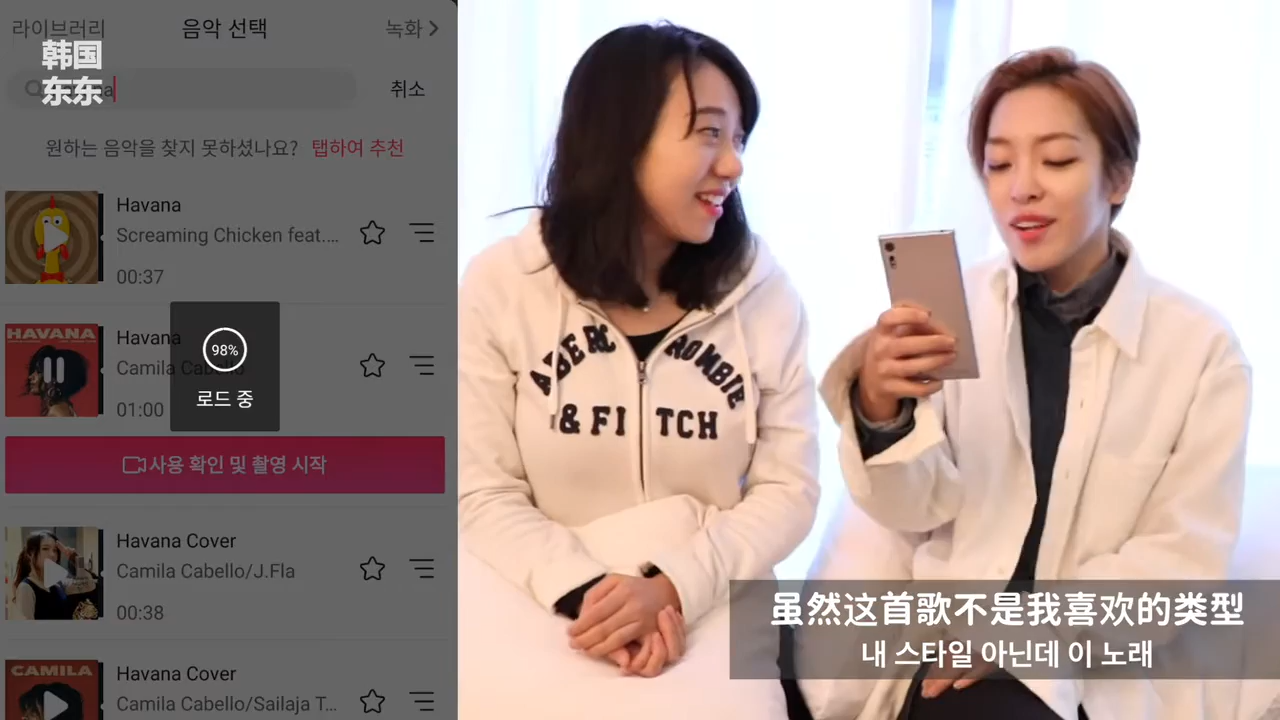 라이브러리
음악 선택
녹화
韩国
东东
취소
원하는 음악을 찾지 못하셨나요? 탭하여 추천
Havana
Screaming Chicken feat....
00:37
HAVANA
Havana
Camila Cabello
01:00
98%
로드 중
사용 확인 및 촬영 시작
Havana Cover
Camila Cabello/J.Fla
00:38
CAMILA
Havana Cover
Camila Cabello/Sailaja T...
ABERC ROMBIE
& FI TCH
虽然这首歌不是我喜欢的类型
내 스타일 아닌데 이 노래